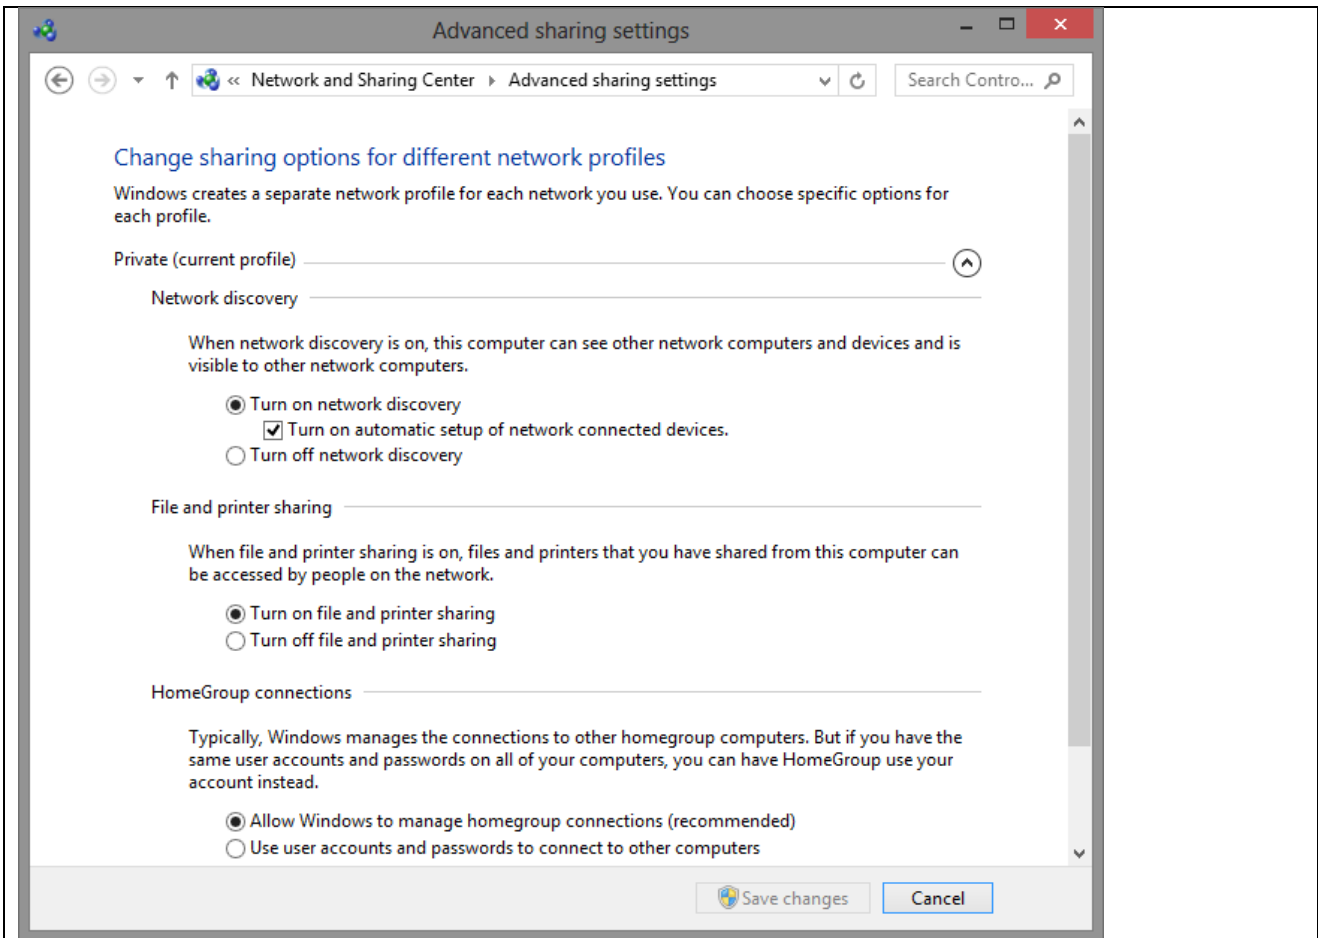 Advanced sharing settings
« Network and Sharing Center Advanced sharing settings Search Contro...
Change sharing options for different network profiles
Windows creates a separate network profile for each network you use. You can choose specific options for
each profile.
Private (current profile)
Network discovery
When network discovery is on, this computer can see other network computers and devices and is
visible to other network computers.
Turn on network discovery
Turn on automatic setup of network connected devices.
Turn off network discovery
File and printer sharing
When file and printer sharing is on, files and printers that you have shared from this computer can
be accessed by people on the network.
Turn on file and printer sharing
Turn off file and printer sharing
HomeGroup connections
Typically, Windows manages the connections to other homegroup computers. But if you have the
same user accounts and passwords on all of your computers, you can have HomeGroup use your
account instead.
Allow Windows to manage homegroup connections (recommended)
Use user accounts and passwords to connect to other computers
Save changes Cancel